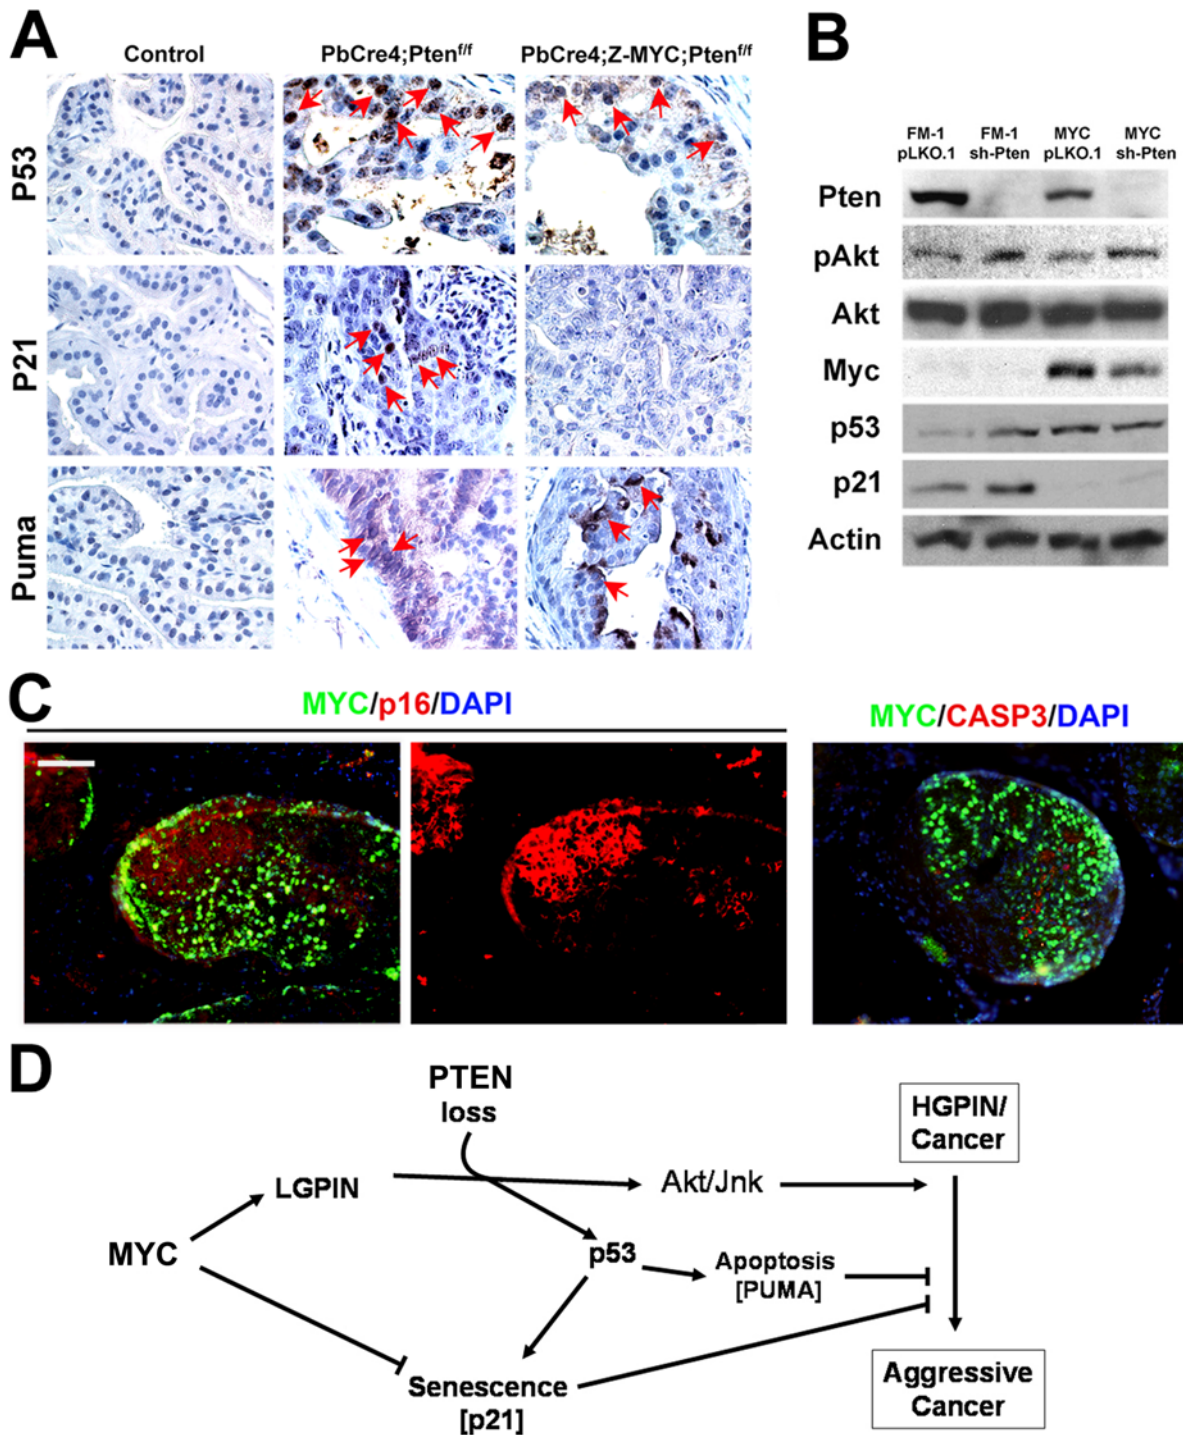 A
Control
PbCre4;Pten^f/f
PbCre4;Z-MYC;Pten^f/f
P53
P21
Puma
B
FM-1 pLKO.1
FM-1 sh-Pten
MYC pLKO.1
MYC sh-Pten
Pten
pAkt
Akt
Myc
p53
p21
Actin
C
MYC/p16/DAPI
MYC/CASP3/DAPI
D
PTEN
loss
HGPIN/
Cancer
LGPIN
Akt/Jnk
MYC
p53
Apoptosis
[PUMA]
Senescence
[p21]
Aggressive
Cancer